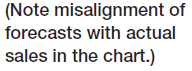 (Note misalignment of
forecasts with actual
sales in the chart.)